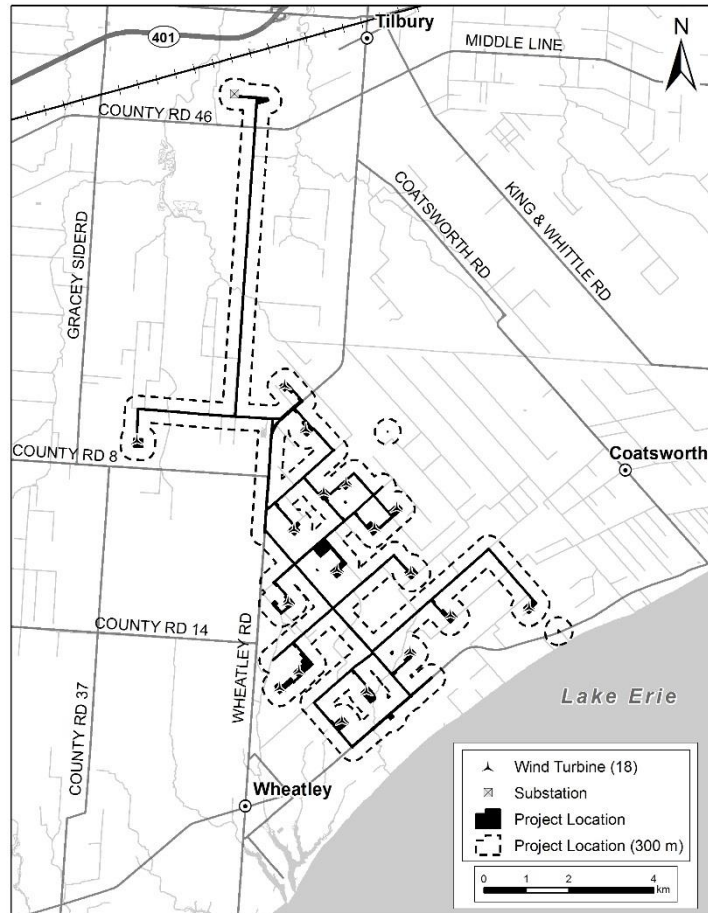 Tilbury
401
N
MIDDLE LINE
COUNTY RD 46
COATSWORTH RD
KING & WHITTLE RD
GRACEY SIDERD
COUNTY RD 8
Coatsworth
COUNTY RD 14
WHEATLEY RD
COUNTY RD 37
Lake Erie
Wheatley
Wind Turbine (18)
Substation
Project Location
Project Location (300 m)
0 1 2 4
km